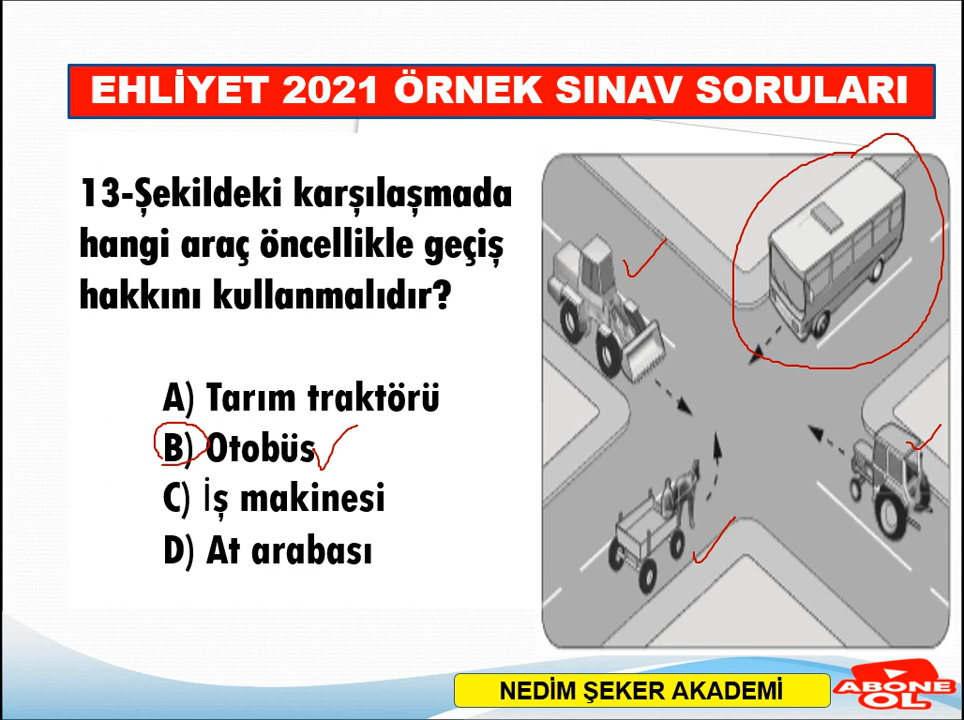 EHLİYET 2021 ÖRNEK SINAV SORULARI
13-Şekildeki karşılaşmada
hangi araç öncellikle geçiş
hakkını kullanmalıdır?
A) Tarım traktörü
B) Otobüs
C) İş makinesi
D) At arabası
NEDİM ŞEKER AKADEMİ
ABONE
OL